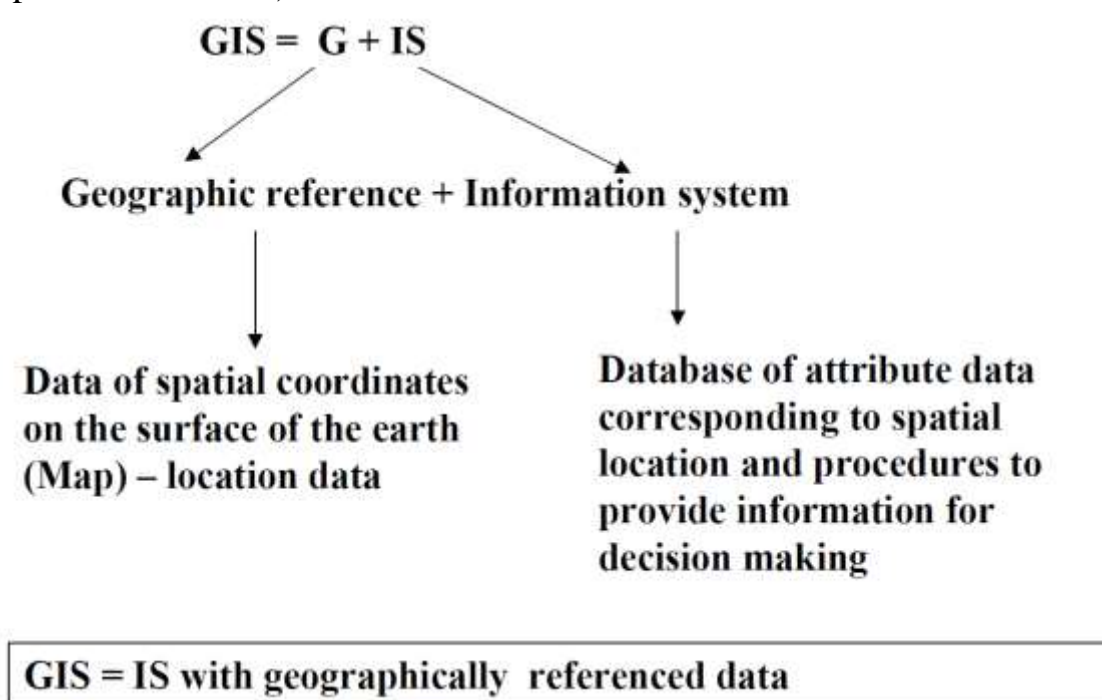 GIS = G + IS
Geographic reference + Information system
Data of spatial coordinates
on the surface of the earth
(Map) – location data
Database of attribute data
corresponding to spatial
location and procedures to
provide information for
decision making
GIS = IS with geographically referenced data